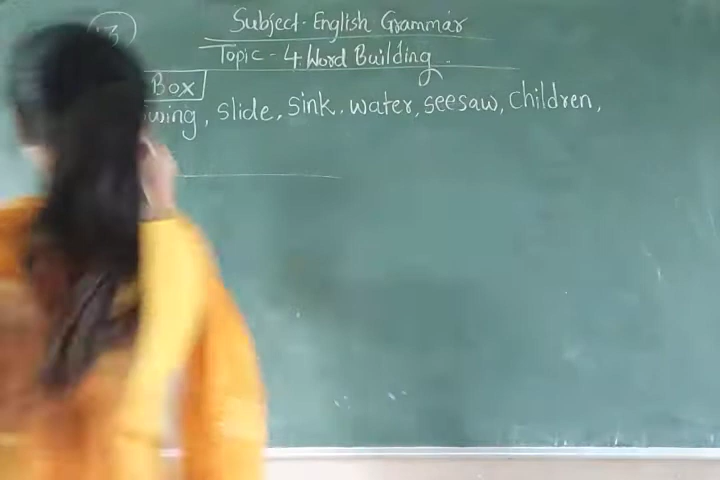 Subject - English Grammar
Topic - 4. Word Building.
Box
slide, sink, water, seesaw, children,